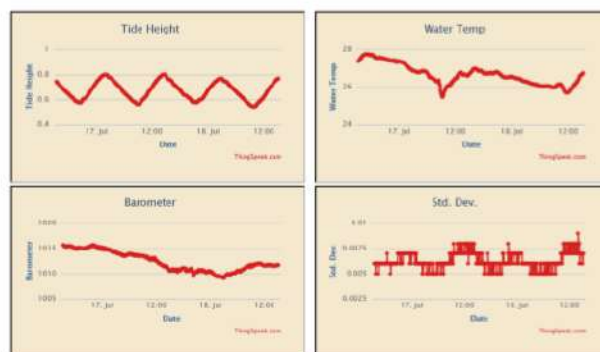 Tide Height
1
0.8
0.6
0.4
Tide Height
17. Jul
12:00
18. Jul
12:00
Date
ThingSpeak.com
Water Temp
28
26
24
Water Temp
17. Jul
12:00
18. Jul
12:00
Date
ThingSpeak.com
Barometer
1014
1010
1005
Barometer
17. Jul
12:00
18. Jul
12:00
Date
ThingSpeak.com
Std. Dev.
0.01
0.0075
0.005
0.0025
Std. Dev
17. Jul
12:00
18. Jul
12:00
Date
ThingSpeak.com